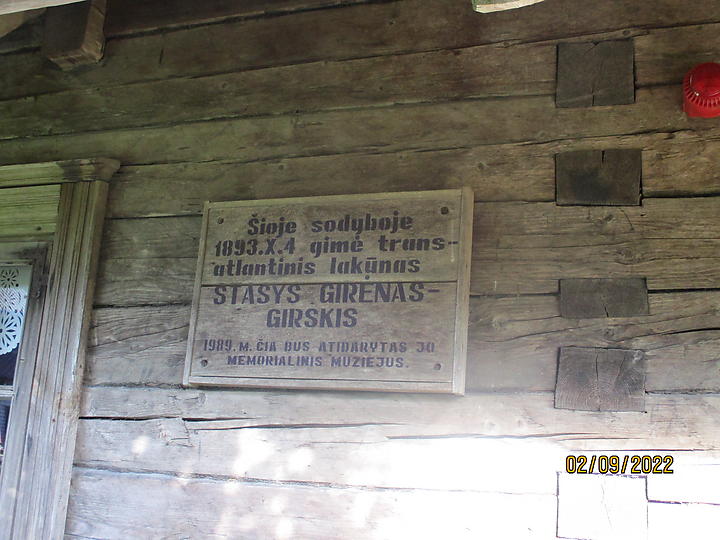 Šioje sodyboje
1893.X.4 gimė trans-
atlantinis lakūnas
STASYS GIRĖNAS-
GIRSKIS
1989. M. ČIA BUS ATIDARYTAS JO
MEMORIALINIS MUZIEJUS.
02/09/2022